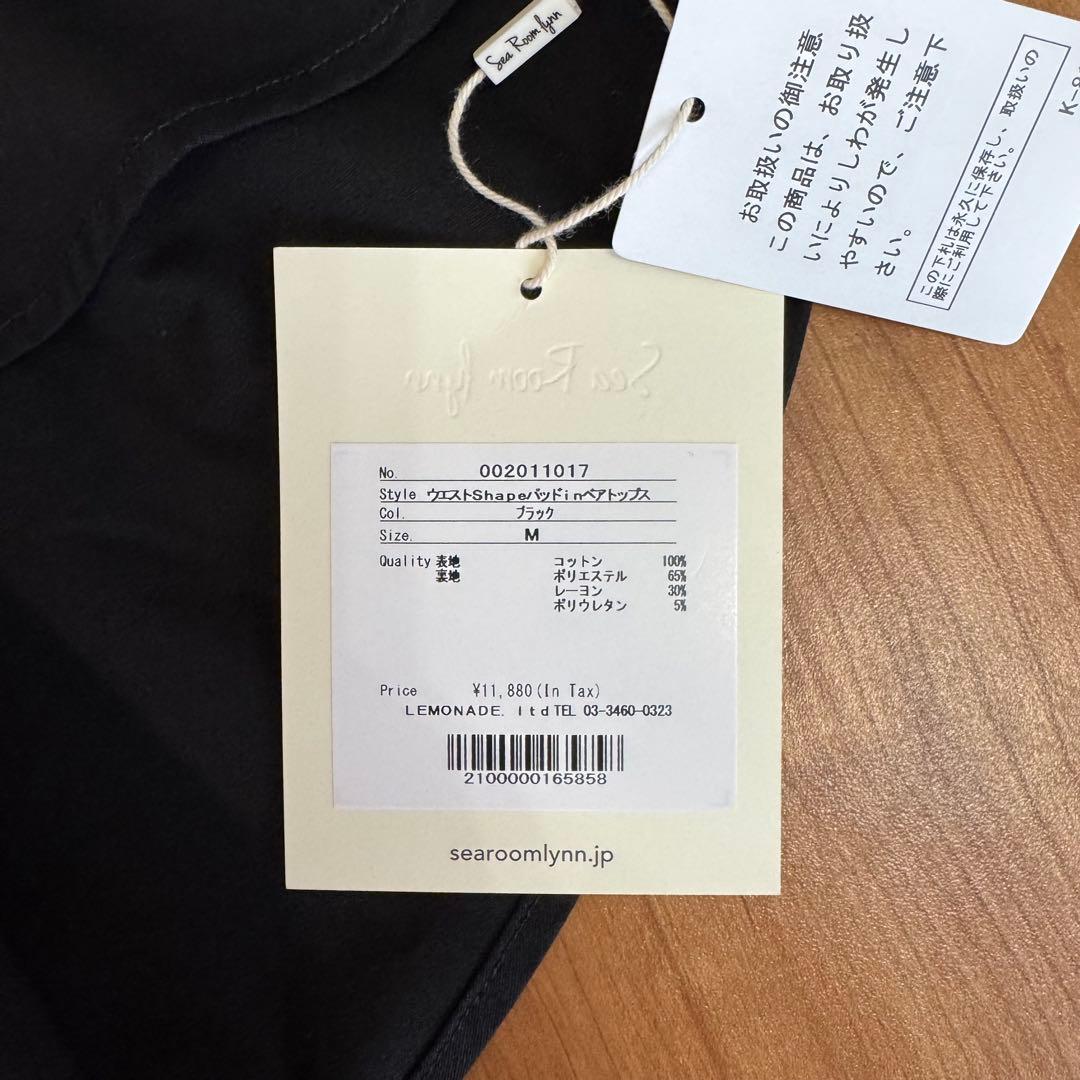 Sea Room lynn
お取扱いの御注意
この商品は、お取り扱
いによりしわが発生し
やすいので、ご注意下
さい。
この下札は永久に保存し、取扱いの
際にご利用して下さい。
Sea Room lynn
No. 002011017
Style ウエストShapeパッドinベアトップス
Col. ブラック
Size. M
Quality 表地 コットン 100%
裏地 ポリエステル 65%
レーヨン 30%
ポリウレタン 5%
Price ¥11,880(In Tax)
LEMONADE. ltd TEL 03-3460-0323
2100000165858
searoomlynn.jp